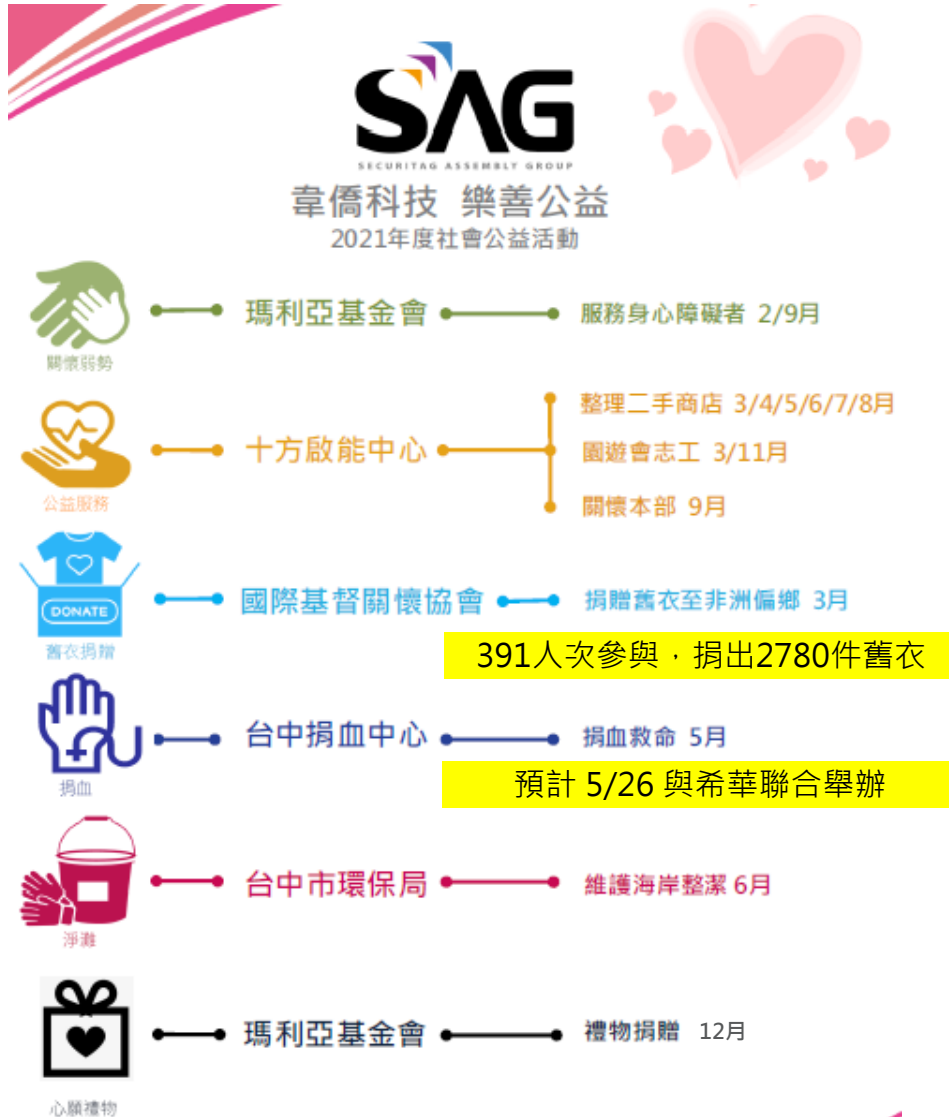 SAG
SECURITAG ASSEMBLY GROUP
韋僑科技 樂善公益
2021年度社會公益活動
關懷弱勢
瑪利亞基金會
服務身心障礙者 2/9月
公益服務
十方啟能中心
整理二手商店 3/4/5/6/7/8月
園遊會志工 3/11月
關懷本部 9月
DONATE
舊衣捐贈
國際基督關懷協會
捐贈舊衣至非洲偏鄉 3月
391人次參與，捐出2780件舊衣
捐血
台中捐血中心
捐血救命 5月
預計 5/26 與希華聯合舉辦
淨灘
台中市環保局
維護海岸整潔 6月
心願禮物
瑪利亞基金會
禮物捐贈 12月